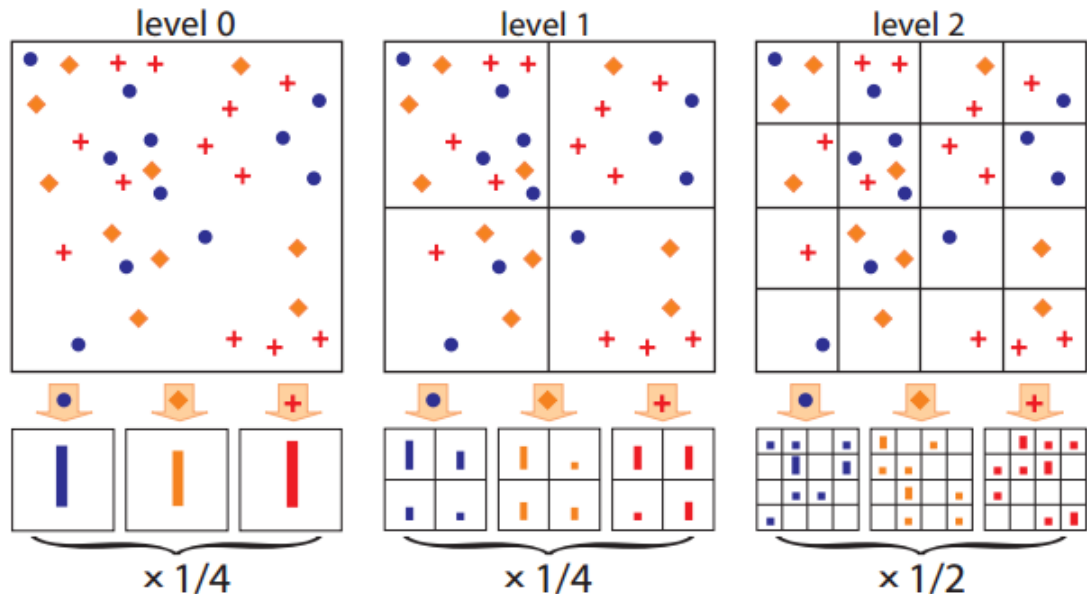 level 0
level 1
level 2
× 1/4
× 1/4
× 1/2